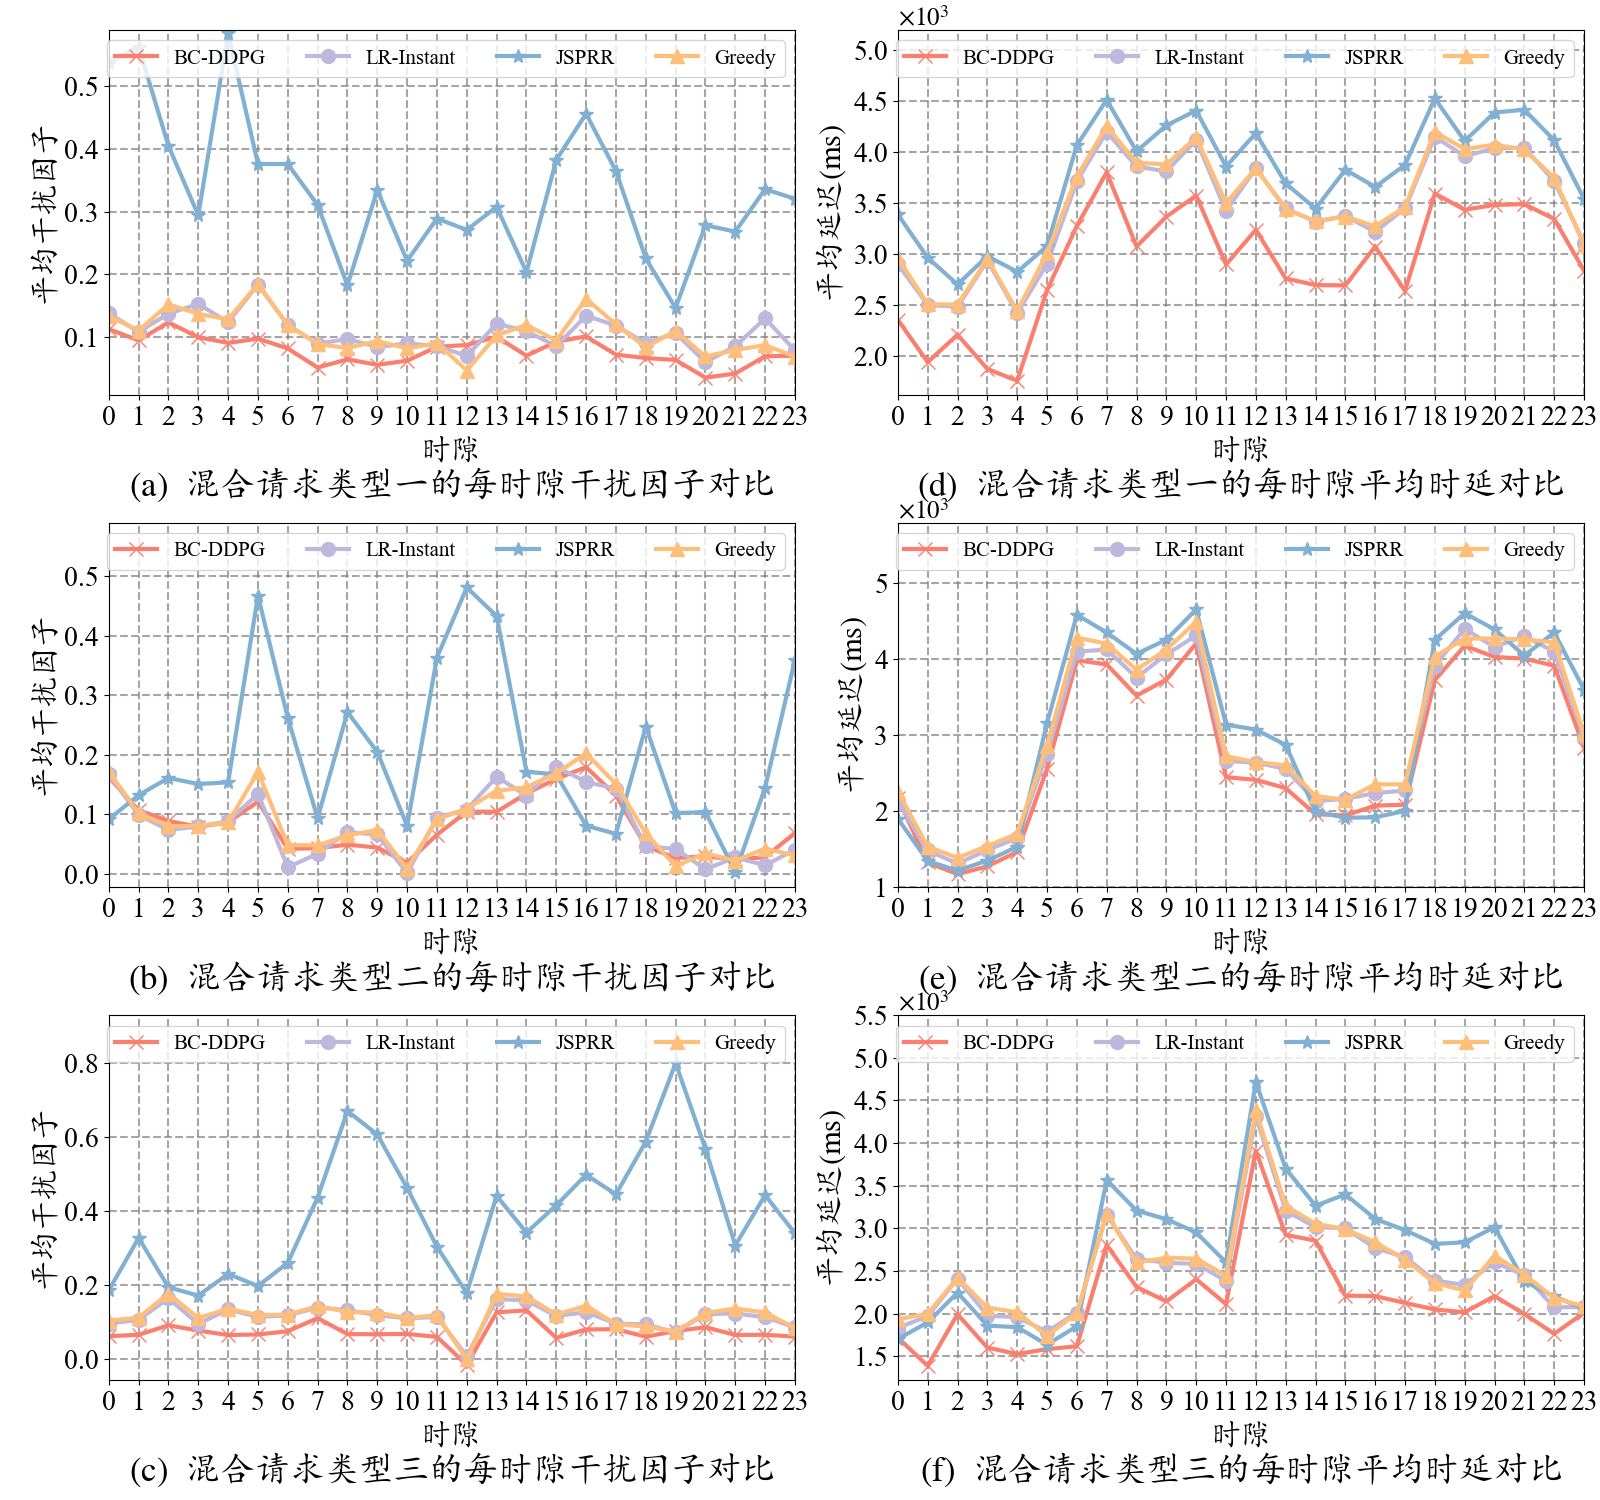 BC-DDPG LR-Instant JSPRR Greedy
平均干扰因子
0.5
0.4
0.3
0.2
0.1
0 1 2 3 4 5 6 7 8 9 10 11 12 13 14 15 16 17 18 19 20 21 22 23
时隙
(a) 混合请求类型一的每时隙干扰因子对比
×10³
BC-DDPG LR-Instant JSPRR Greedy
平均延迟(ms)
5.0
4.5
4.0
3.5
3.0
2.5
2.0
0 1 2 3 4 5 6 7 8 9 10 11 12 13 14 15 16 17 18 19 20 21 22 23
时隙
(d) 混合请求类型一的每时隙平均时延对比
BC-DDPG LR-Instant JSPRR Greedy
平均干扰因子
0.5
0.4
0.3
0.2
0.1
0.0
0 1 2 3 4 5 6 7 8 9 10 11 12 13 14 15 16 17 18 19 20 21 22 23
时隙
(b) 混合请求类型二的每时隙干扰因子对比
×10³
BC-DDPG LR-Instant JSPRR Greedy
平均延迟(ms)
5
4
3
2
1
0 1 2 3 4 5 6 7 8 9 10 11 12 13 14 15 16 17 18 19 20 21 22 23
时隙
(e) 混合请求类型二的每时隙平均时延对比
BC-DDPG LR-Instant JSPRR Greedy
平均干扰因子
0.8
0.6
0.4
0.2
0.0
0 1 2 3 4 5 6 7 8 9 10 11 12 13 14 15 16 17 18 19 20 21 22 23
时隙
(c) 混合请求类型三的每时隙干扰因子对比
×10³
BC-DDPG LR-Instant JSPRR Greedy
平均延迟(ms)
5.5
5.0
4.5
4.0
3.5
3.0
2.5
2.0
1.5
0 1 2 3 4 5 6 7 8 9 10 11 12 13 14 15 16 17 18 19 20 21 22 23
时隙
(f) 混合请求类型三的每时隙平均时延对比